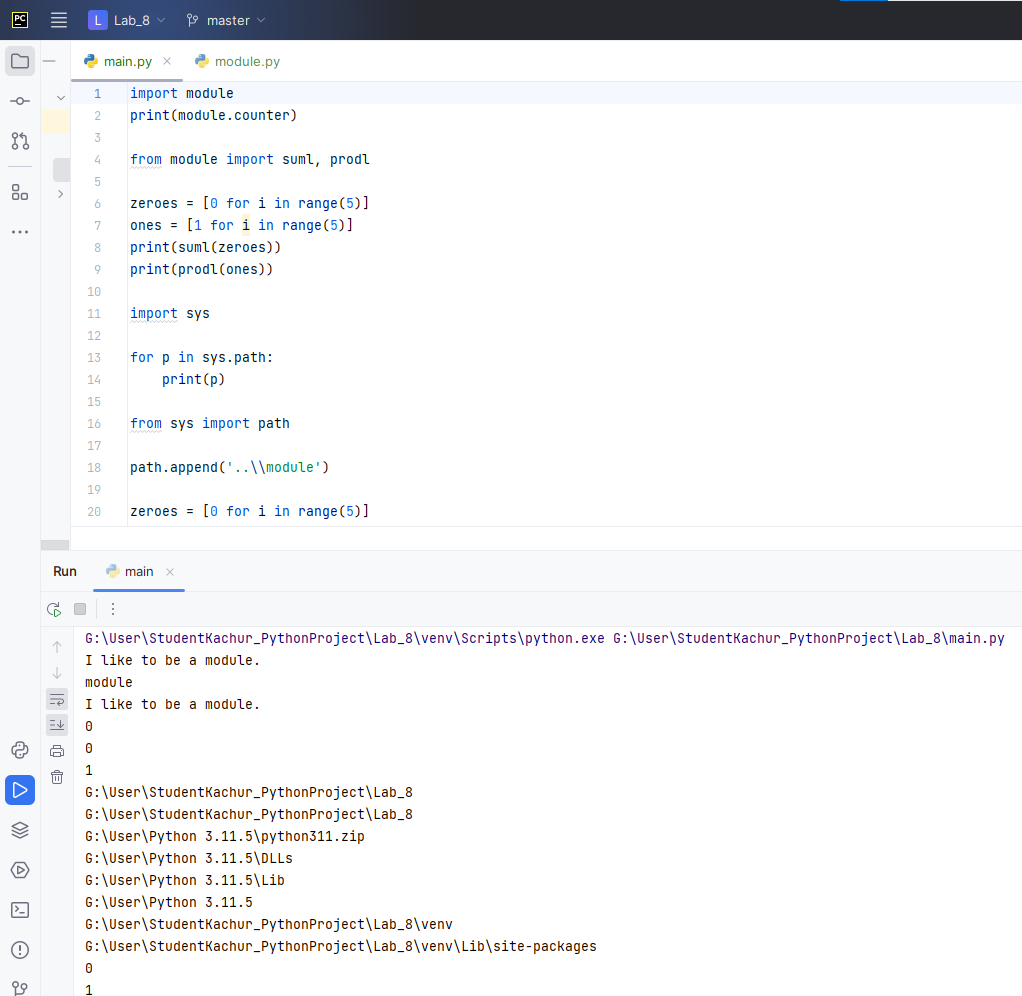 PC L Lab_8 master
main.py module.py
1 import module
2 print(module.counter)
3
4 from module import suml, prodl
5
6 zeroes = [0 for i in range(5)]
7 ones = [1 for i in range(5)]
8 print(suml(zeroes))
9 print(prodl(ones))
10
11 import sys
12
13 for p in sys.path:
14     print(p)
15
16 from sys import path
17
18 path.append('..\\module')
19
20 zeroes = [0 for i in range(5)]
Run main
G:\User\StudentKachur_PythonProject\Lab_8\venv\Scripts\python.exe G:\User\StudentKachur_PythonProject\Lab_8\main.py
I like to be a module.
module
I like to be a module.
0
0
1
G:\User\StudentKachur_PythonProject\Lab_8
G:\User\StudentKachur_PythonProject\Lab_8
G:\User\Python 3.11.5\python311.zip
G:\User\Python 3.11.5\DLLs
G:\User\Python 3.11.5\Lib
G:\User\Python 3.11.5
G:\User\StudentKachur_PythonProject\Lab_8\venv
G:\User\StudentKachur_PythonProject\Lab_8\venv\Lib\site-packages
0
1